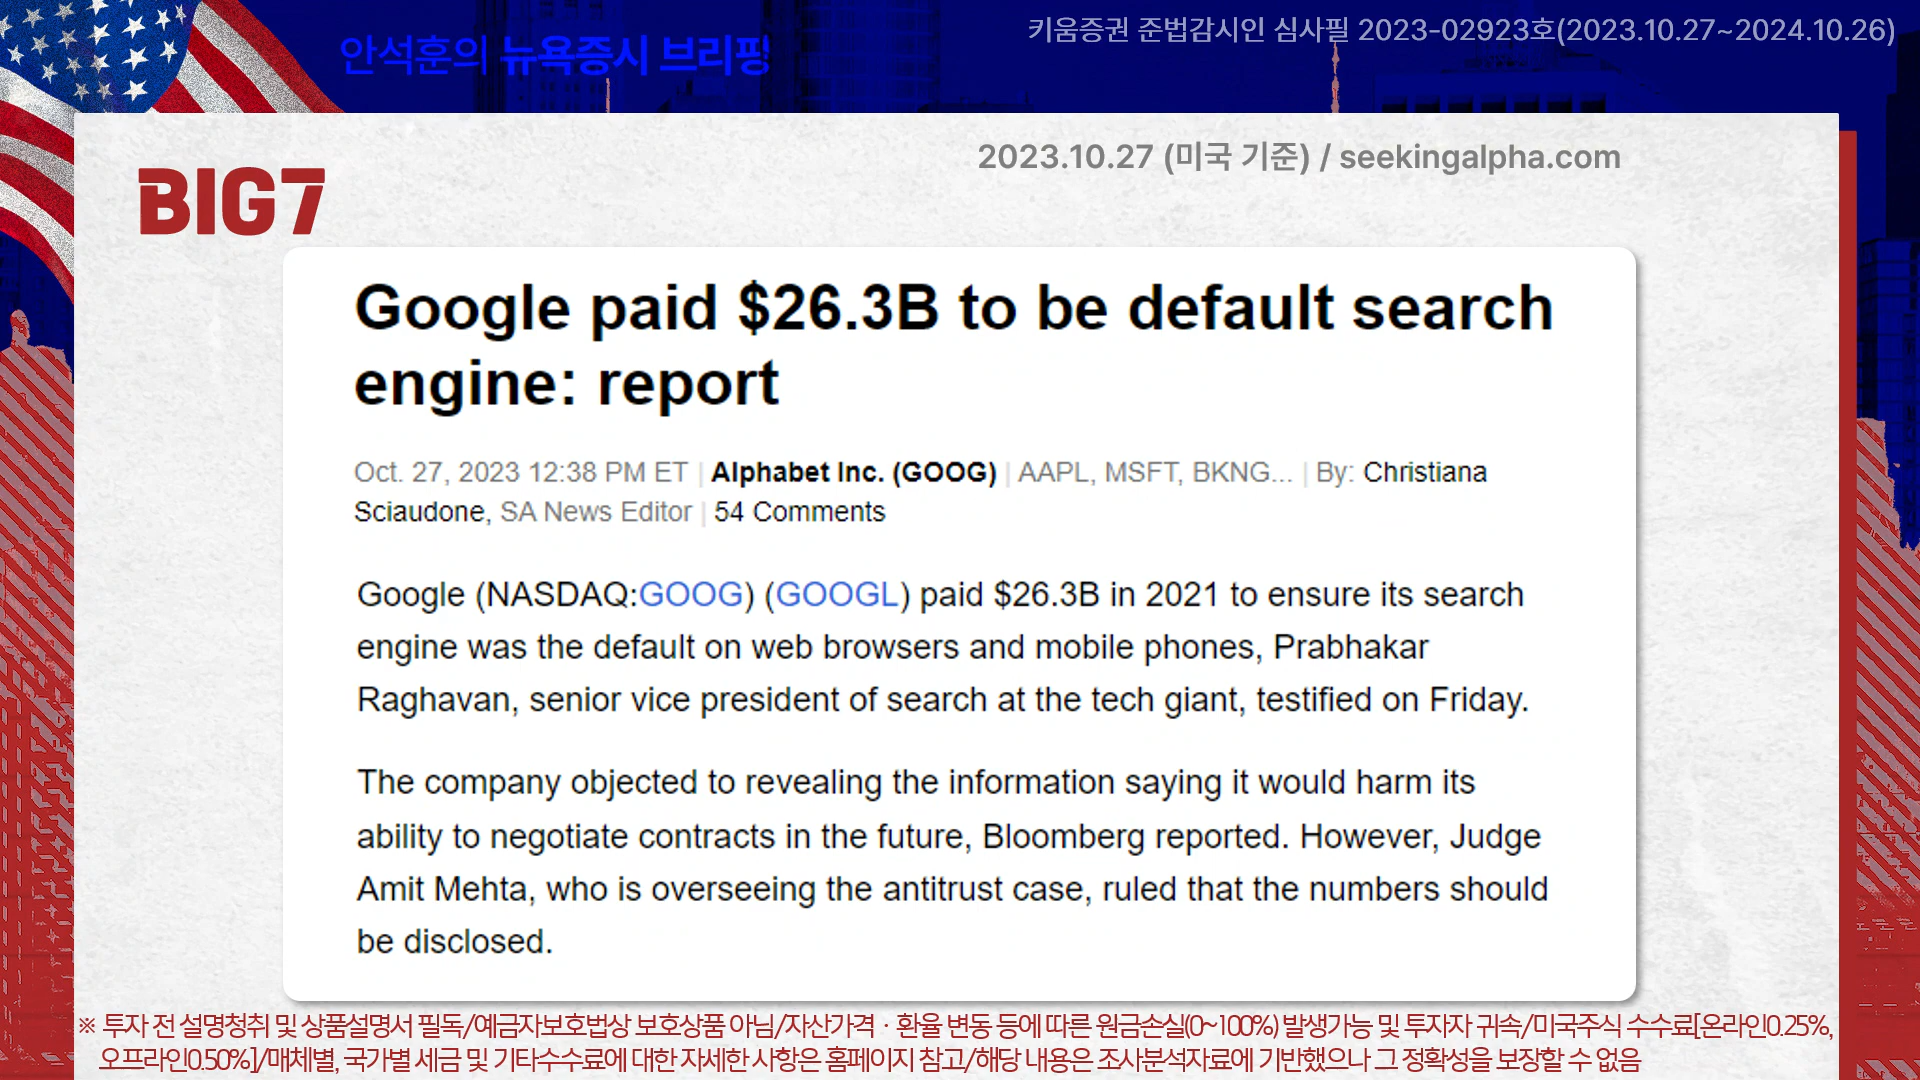 안석훈의 뉴욕증시 브리핑
키움증권 준법감시인 심사필 2023-02923호(2023.10.27~2024.10.26)
2023.10.27 (미국 기준) / seekingalpha.com
BIG7
Google paid $26.3B to be default search
engine: report
Oct. 27, 2023 12:38 PM ET | Alphabet Inc. (GOOG) | AAPL, MSFT, BKNG... | By: Christiana
Sciaudone, SA News Editor | 54 Comments
Google (NASDAQ:GOOG) (GOOGL) paid $26.3B in 2021 to ensure its search
engine was the default on web browsers and mobile phones, Prabhakar
Raghavan, senior vice president of search at the tech giant, testified on Friday.
The company objected to revealing the information saying it would harm its
ability to negotiate contracts in the future, Bloomberg reported. However, Judge
Amit Mehta, who is overseeing the antitrust case, ruled that the numbers should
be disclosed.
※ 투자 전 설명청취 및 상품설명서 필독/예금자보호법상 보호상품 아님/자산가격 · 환율 변동 등에 따른 원금손실(0~100%) 발생가능 및 투자자 귀속/미국주식 수수료[온라인0.25%,
오프라인0.50%]/매체별, 국가별 세금 및 기타수수료에 대한 자세한 사항은 홈페이지 참고/해당 내용은 조사분석자료에 기반했으나 그 정확성을 보장할 수 없음